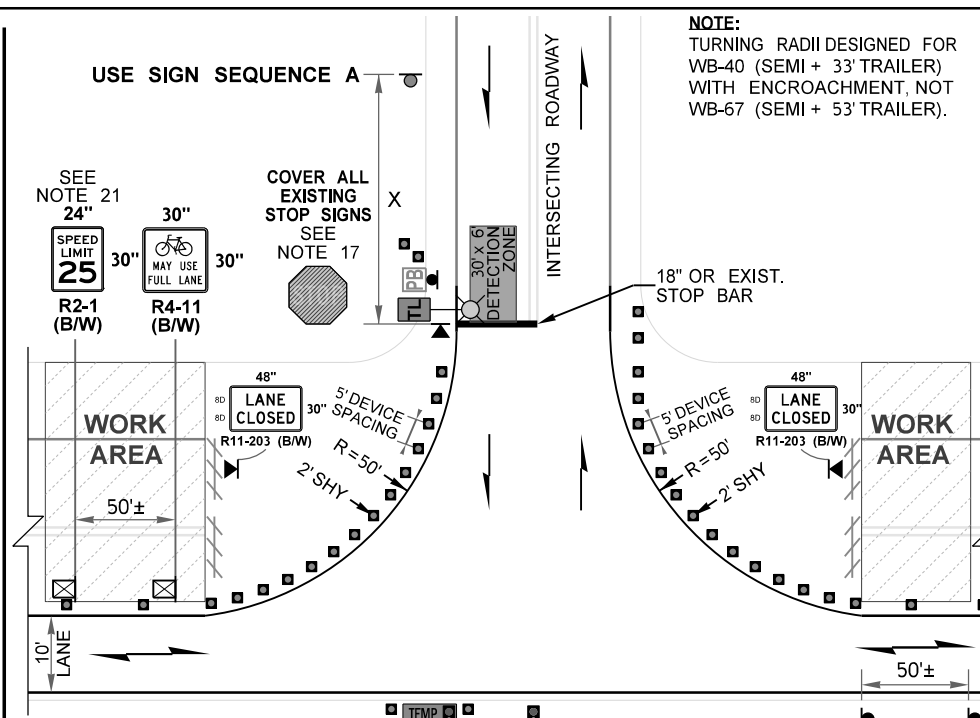 NOTE:
TURNING RADII DESIGNED FOR
WB-40 (SEMI + 33' TRAILER)
WITH ENCROACHMENT, NOT
WB-67 (SEMI + 53' TRAILER).
USE SIGN SEQUENCE A
X
INTERSECTING ROADWAY
SEE
NOTE 21
24"
SPEED
LIMIT
25
30"
R2-1
(B/W)
30"
MAY USE
FULL LANE
30"
R4-11
(B/W)
COVER ALL
EXISTING
STOP SIGNS
SEE
NOTE 17
STOP
PB
TL
30' x 6'
DETECTION
ZONE
18" OR EXIST.
STOP BAR
WORK
AREA
50'±
48"
8D
8D
LANE
CLOSED
30"
R11-203 (B/W)
5' DEVICE
SPACING
R=50'
2' SHY
5' DEVICE
SPACING
R=50'
2' SHY
48"
8D
8D
LANE
CLOSED
30"
R11-203 (B/W)
WORK
AREA
10'
LANE
50'±
TEMP